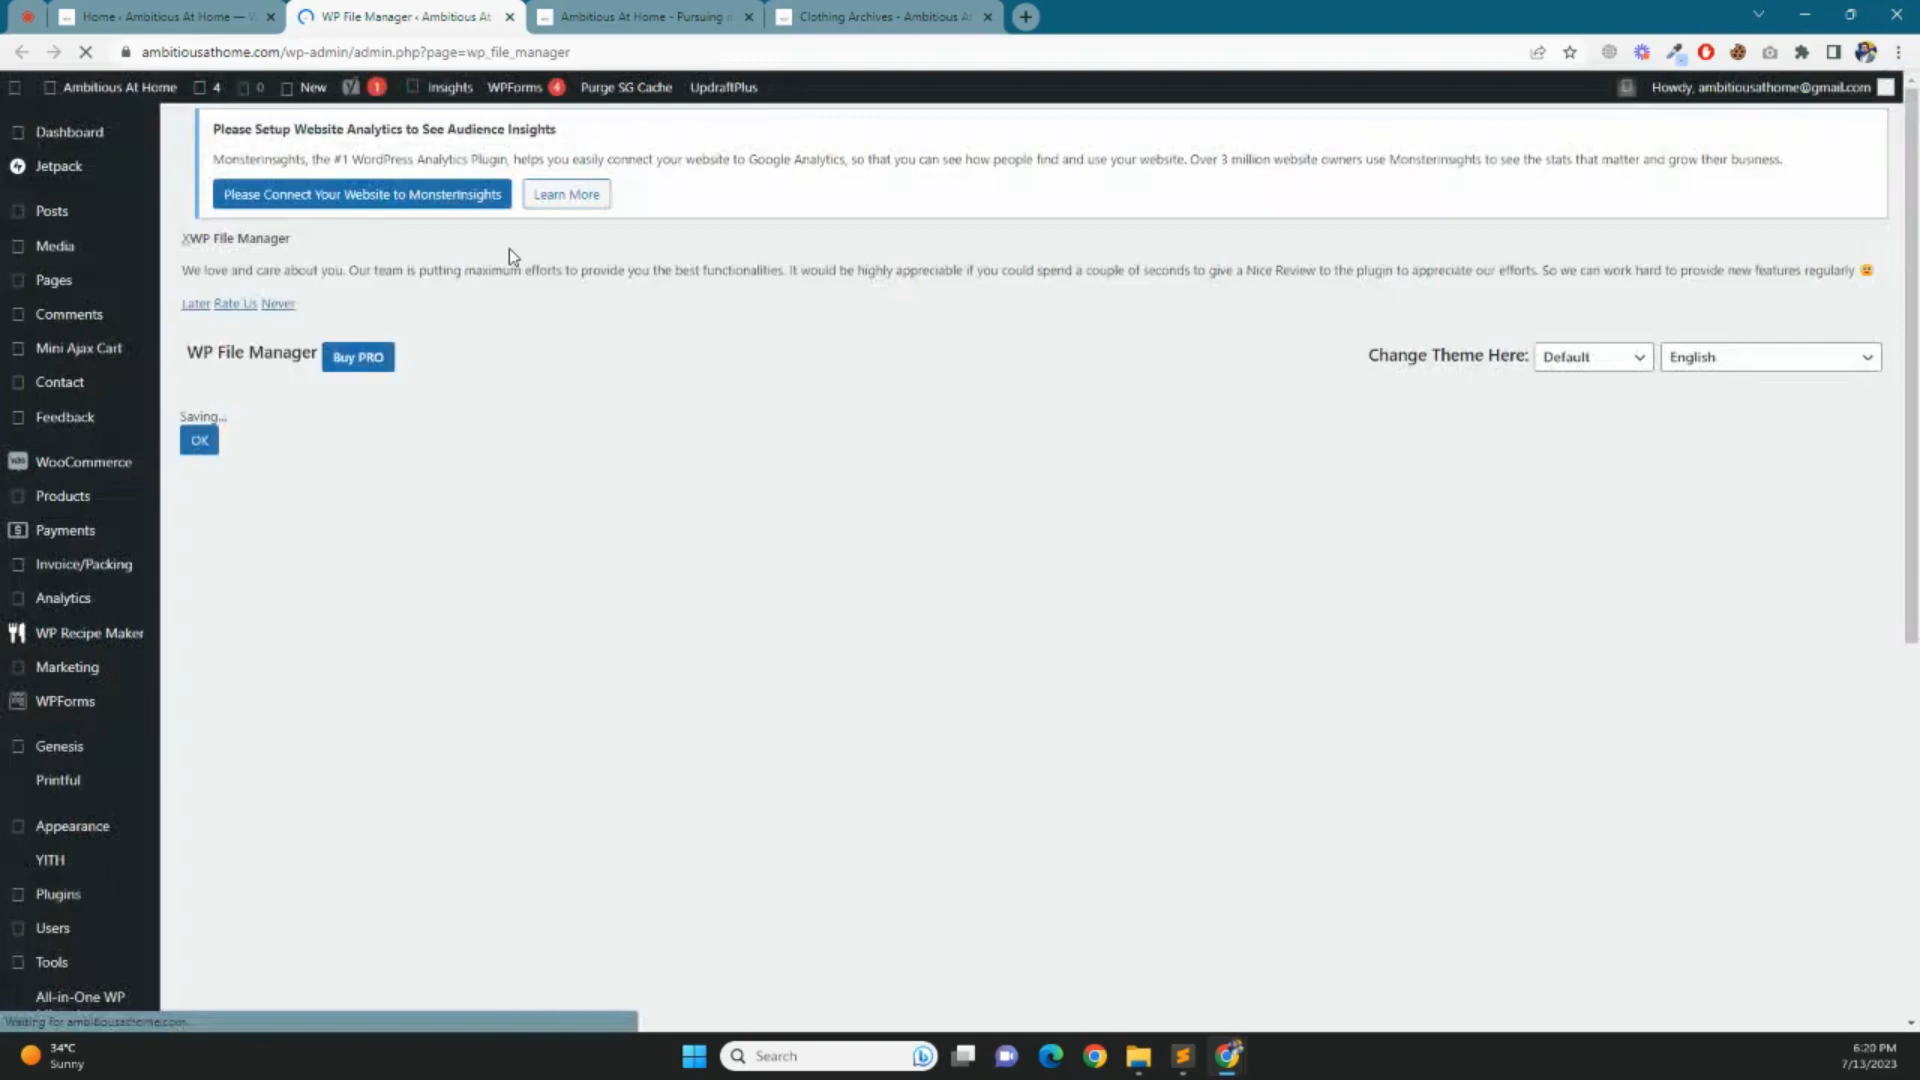 Home ‹ Ambitious At Home —
WP File Manager ‹ Ambitious At
Ambitious At Home - Pursuing
Clothing Archives - Ambitious A
ambitiousathome.com/wp-admin/admin.php?page=wp_file_manager
Ambitious At Home
4
0
New
1
Insights
WPForms 4
Purge SG Cache
UpdraftPlus
Howdy, ambitiousathome@gmail.com
Dashboard
Jetpack
Posts
Media
Pages
Comments
Mini Ajax Cart
Contact
Feedback
WooCommerce
Products
Payments
Invoice/Packing
Analytics
WP Recipe Maker
Marketing
WPForms
Genesis
Printful
Appearance
YITH
Plugins
Users
Tools
All-in-One WP
Please Setup Website Analytics to See Audience Insights
MonsterInsights, the #1 WordPress Analytics Plugin, helps you easily connect your website to Google Analytics, so that you can see how people find and use your website. Over 3 million website owners use MonsterInsights to see the stats that matter and grow their business.
Please Connect Your Website to MonsterInsights
Learn More
XWP File Manager
We love and care about you. Our team is putting maximum efforts to provide you the best functionalities. It would be highly appreciable if you could spend a couple of seconds to give a Nice Review to the plugin to appreciate our efforts. So we can work hard to provide new features regularly
Later Rate Us Never
WP File Manager
Buy PRO
Change Theme Here:
Default
English
Saving...
OK
Waiting for ambitiousathome.com...
34°C
Sunny
Search
6:20 PM
7/13/2023